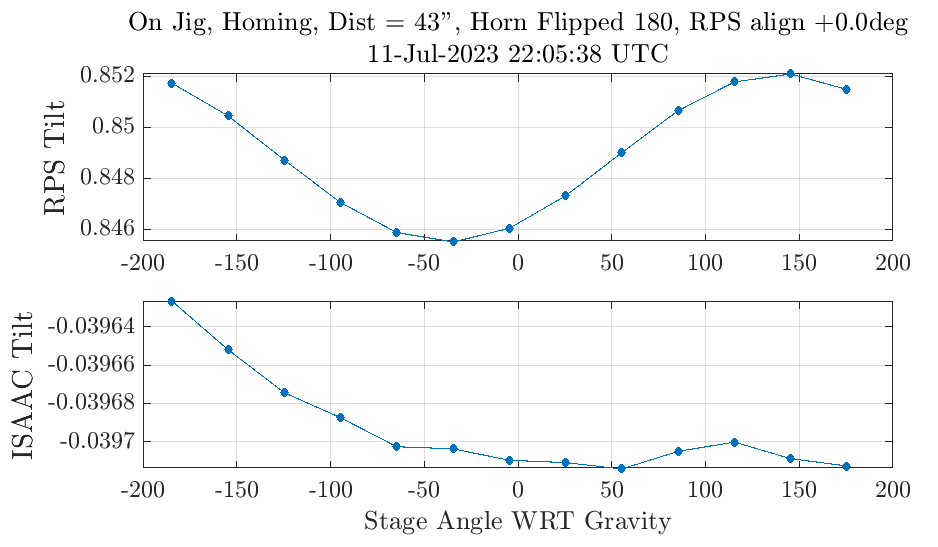 On Jig, Homing, Dist = 43", Horn Flipped 180, RPS align +0.0deg
11-Jul-2023 22:05:38 UTC
RPS Tilt
0.852
0.85
0.848
0.846
-200 -150 -100 -50 0 50 100 150 200
ISAAC Tilt
-0.03964
-0.03966
-0.03968
-0.0397
-200 -150 -100 -50 0 50 100 150 200
Stage Angle WRT Gravity